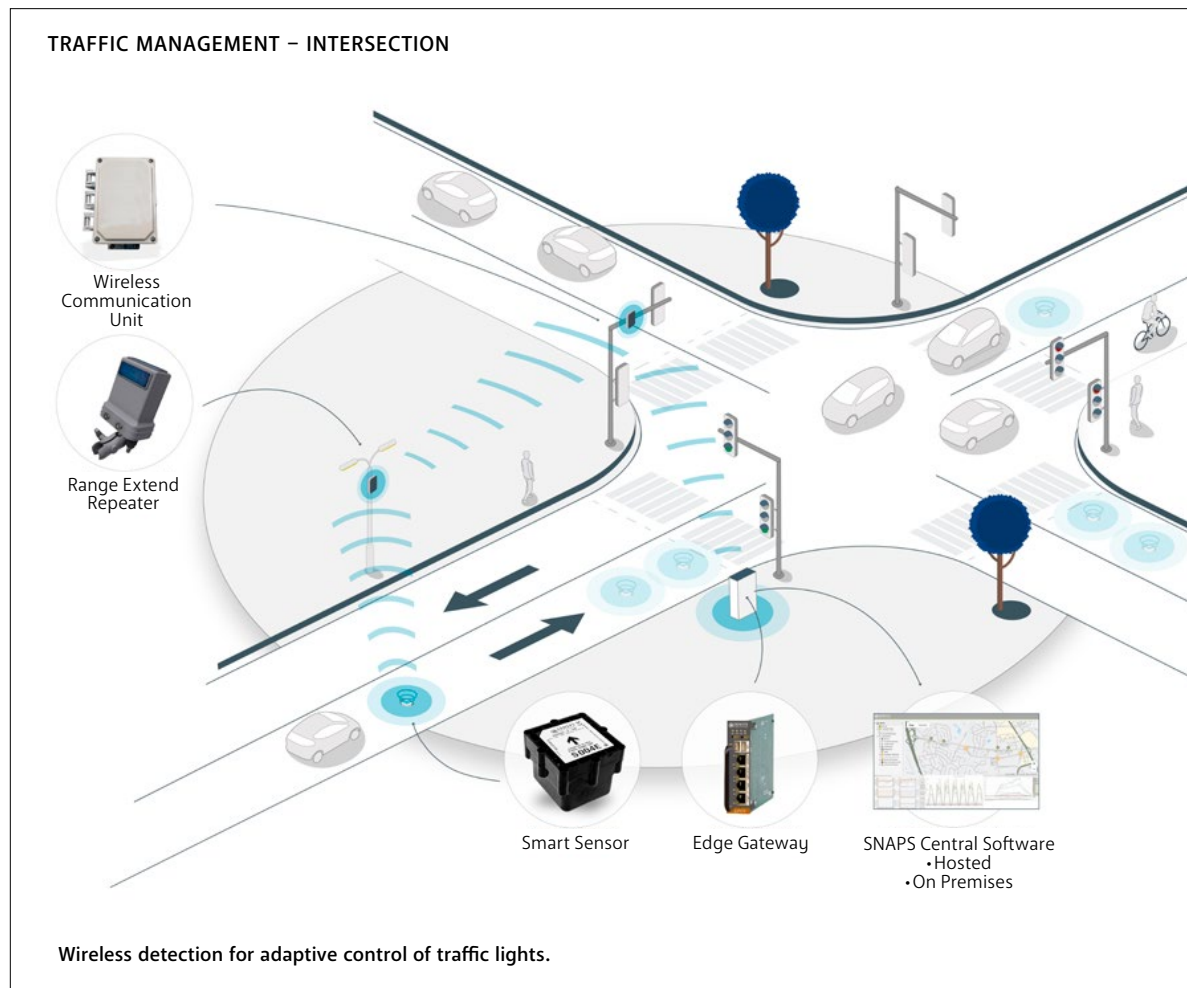 TRAFFIC MANAGEMENT – INTERSECTION
Wireless
Communication
Unit
Range Extend
Repeater
Smart Sensor
Edge Gateway
SNAPS Central Software
• Hosted
• On Premises
Wireless detection for adaptive control of traffic lights.